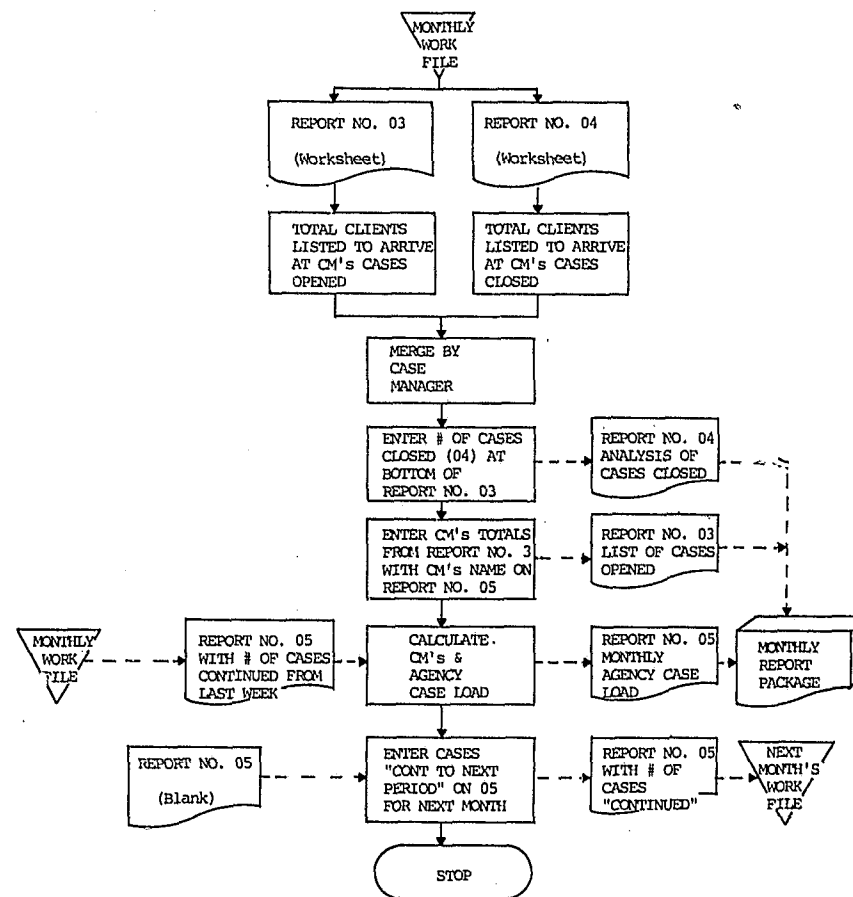 MONTHLY
WORK
FILE
REPORT NO. 03
(Worksheet)
REPORT NO. 04
(Worksheet)
TOTAL CLIENTS
LISTED TO ARRIVE
AT CM's CASES
OPENED
TOTAL CLIENTS
LISTED TO ARRIVE
AT CM's CASES
CLOSED
MERGE BY
CASE
MANAGER
ENTER # OF CASES
CLOSED (04) AT
BOTTOM OF
REPORT NO. 03
REPORT NO. 04
ANALYSIS OF
CASES CLOSED
ENTER CM's TOTALS
FROM REPORT NO. 3
WITH CM's NAME ON
REPORT NO. 05
REPORT NO. 03
LIST OF CASES
OPENED
MONTHLY
WORK
FILE
REPORT NO. 05
WITH # OF CASES
CONTINUED FROM
LAST WEEK
CALCULATE.
CM's &
AGENCY
CASE LOAD
REPORT NO. 05
MONTHLY
AGENCY CASE
LOAD
MONTHLY
REPORT
PACKAGE
REPORT NO. 05
(Blank)
ENTER CASES
"CONT TO NEXT
PERIOD" ON 05
FOR NEXT MONTH
REPORT NO. 05
WITH # OF
CASES
"CONTINUED"
NEXT
MONTH'S
WORK
FILE
STOP